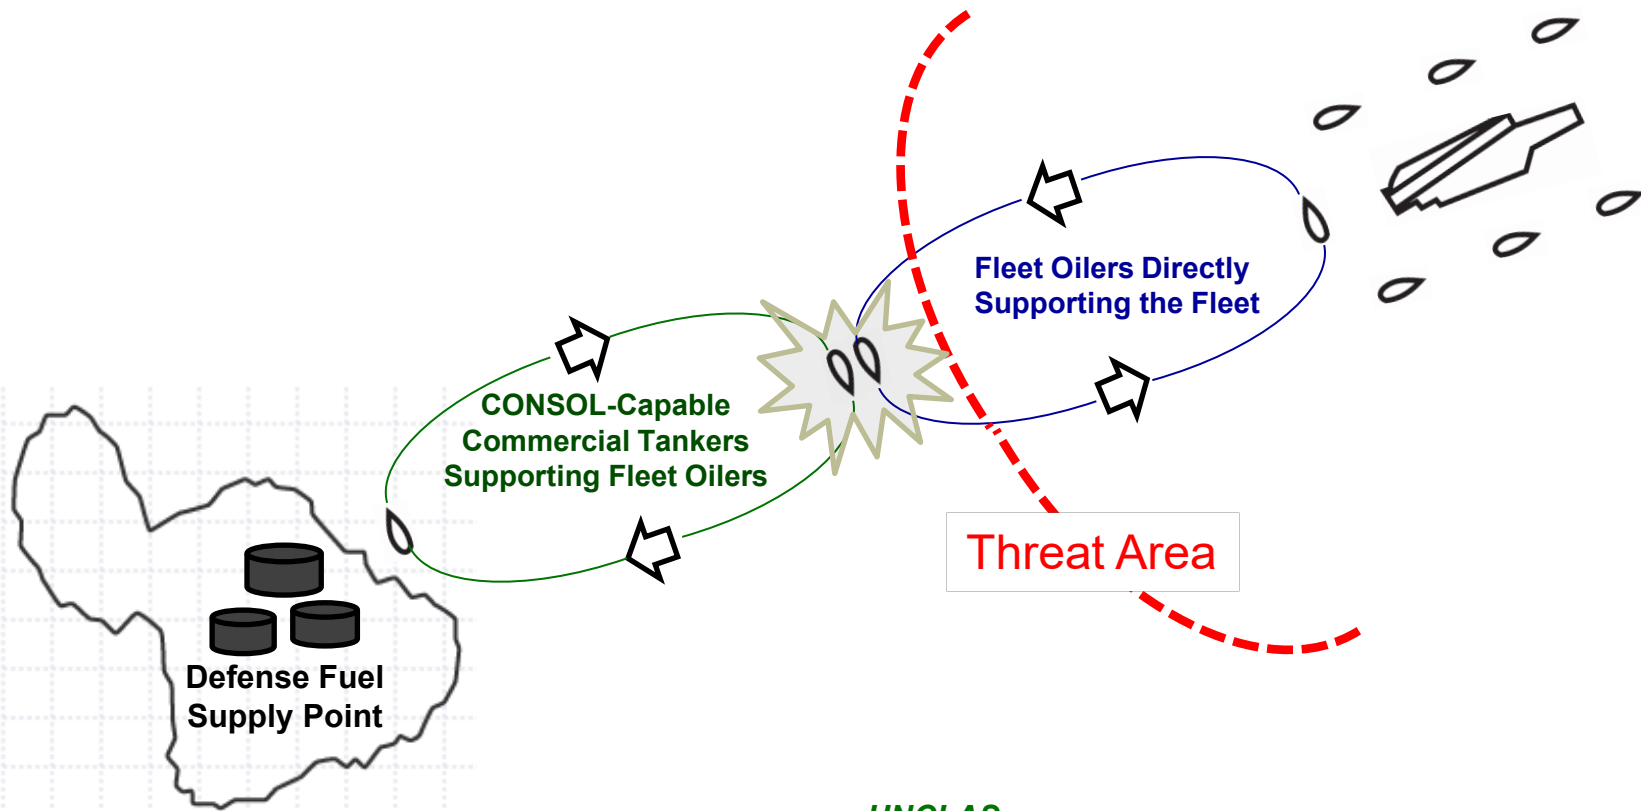 Fleet Oilers Directly
Supporting the Fleet
CONSOL-Capable
Commercial Tankers
Supporting Fleet Oilers
Threat Area
Defense Fuel
Supply Point